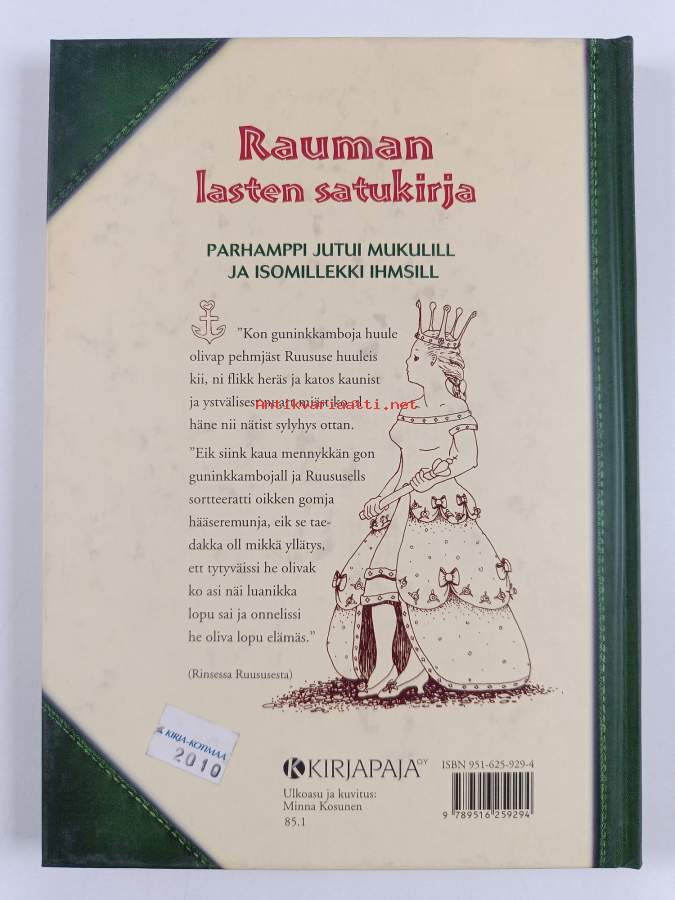 Rauman
lasten satukirja
PARHAMPPI JUTUI MUKULILL
JA ISOMILLEKKI IHMSILL
”Kon guninkkamboja huule
olivap pehmjäst Ruususe huuleis
kii, ni flikk heräs ja katos kaunist
ja ystvälisest
Antikvariaatti.net
häne nii nätist sylyhys ottan.
”Eik siink kaua mennykkän gon
guninkkambojall ja Ruususells
sortteeratti oikken gomja
hääseremunja, eik se tae-
dakka oll mikkä yllätys,
ett tytyväissi he olivak
ko asi näi luanikka
lopu sai ja onnelissi
he oliva lopu elämäs.”
(Rinsessa Ruususesta)
KIRJA-KOTIMAA
2010
KIRJAPAJA OY
Ulkoasu ja kuvitus:
Minna Kosunen
85.1
ISBN 951-625-929-4
9 789516 259294